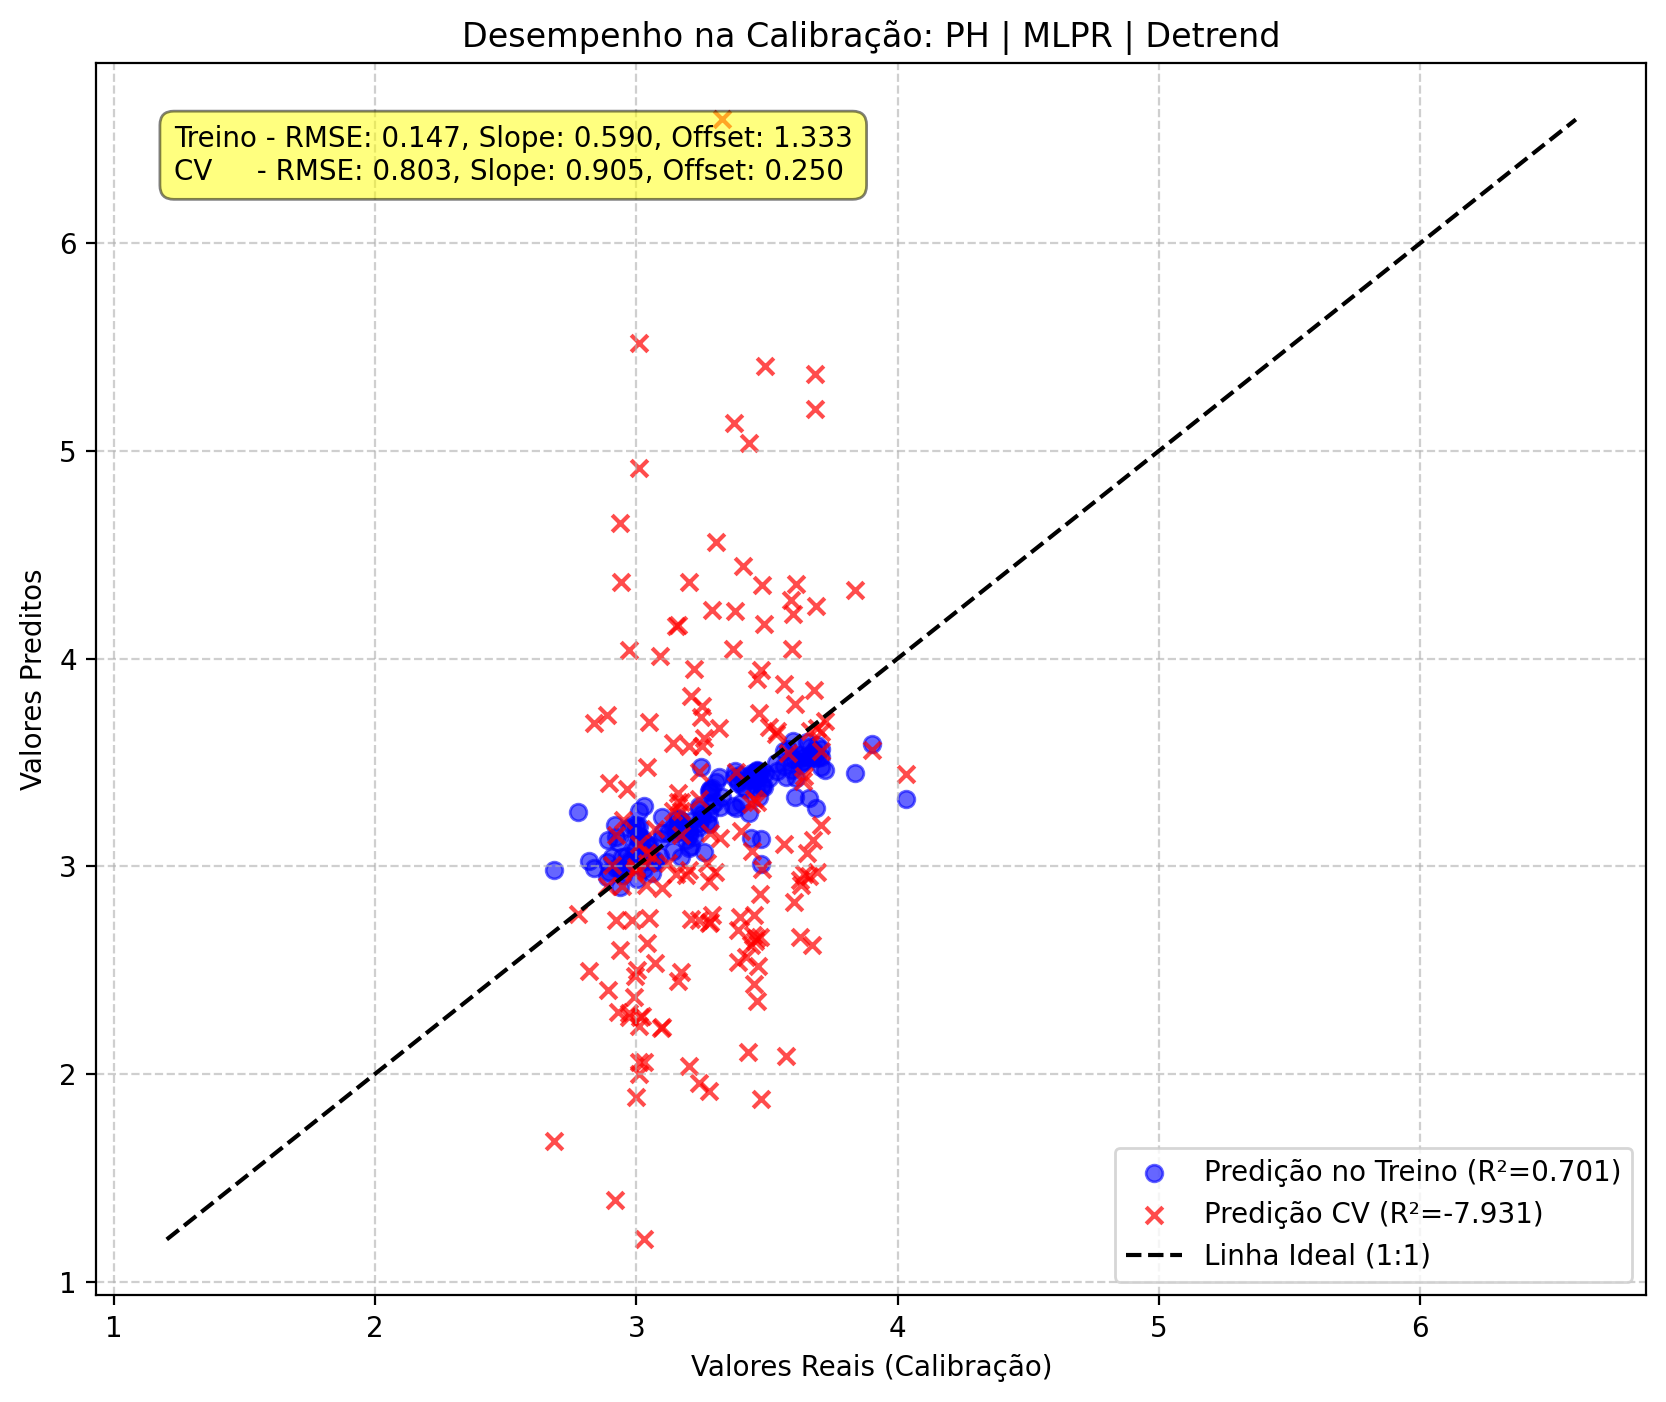 Desempenho na Calibração: PH | MLPR | Detrend
Treino - RMSE: 0.147, Slope: 0.590, Offset: 1.333
CV - RMSE: 0.803, Slope: 0.905, Offset: 0.250
Valores Preditos
6
5
4
3
2
1
Predição no Treino (R²=0.701)
Predição CV (R²=-7.931)
Linha Ideal (1:1)
1 2 3 4 5 6
Valores Reais (Calibração)